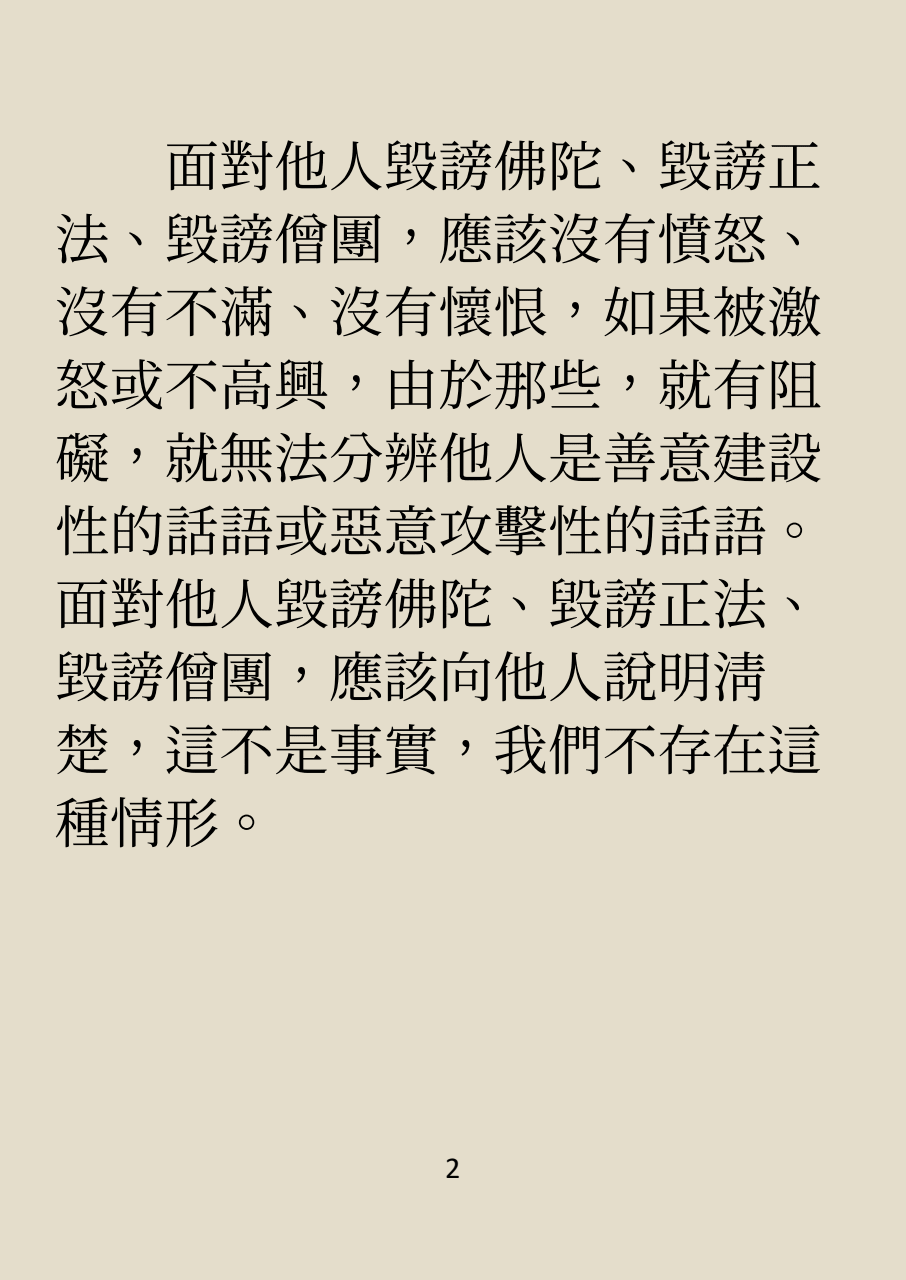 面對他人毀謗佛陀、毀謗正
法、毀謗僧團，應該沒有憤怒、
沒有不滿、沒有懷恨，如果被激
怒或不高興，由於那些，就有阻
礙，就無法分辨他人是善意建設
性的話語或惡意攻擊性的話語。
面對他人毀謗佛陀、毀謗正法、
毀謗僧團，應該向他人說明清
楚，這不是事實，我們不存在這
種情形。
2